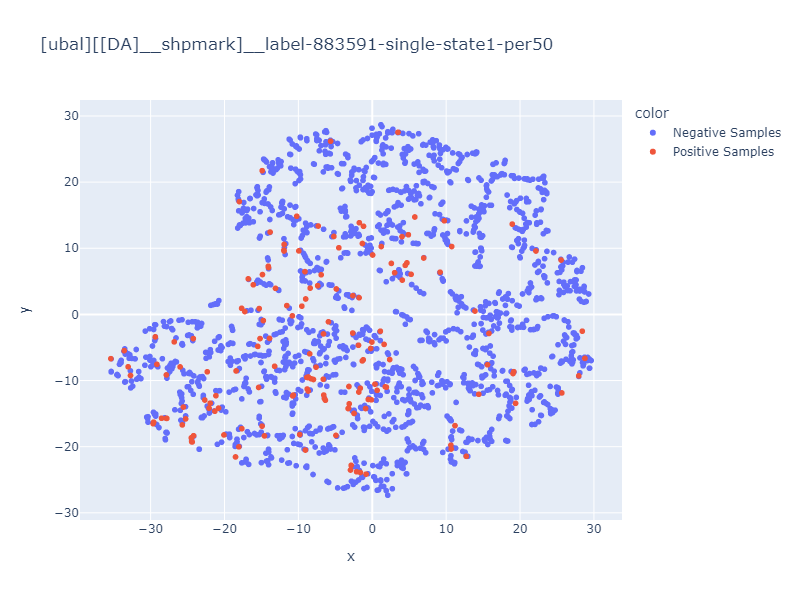 [ubal][[DA]__shpmark]__label-883591-single-state1-per50
color
Negative Samples
Positive Samples
30
20
10
0
−10
−20
−30
y
−30
−20
−10
0
10
20
30
x